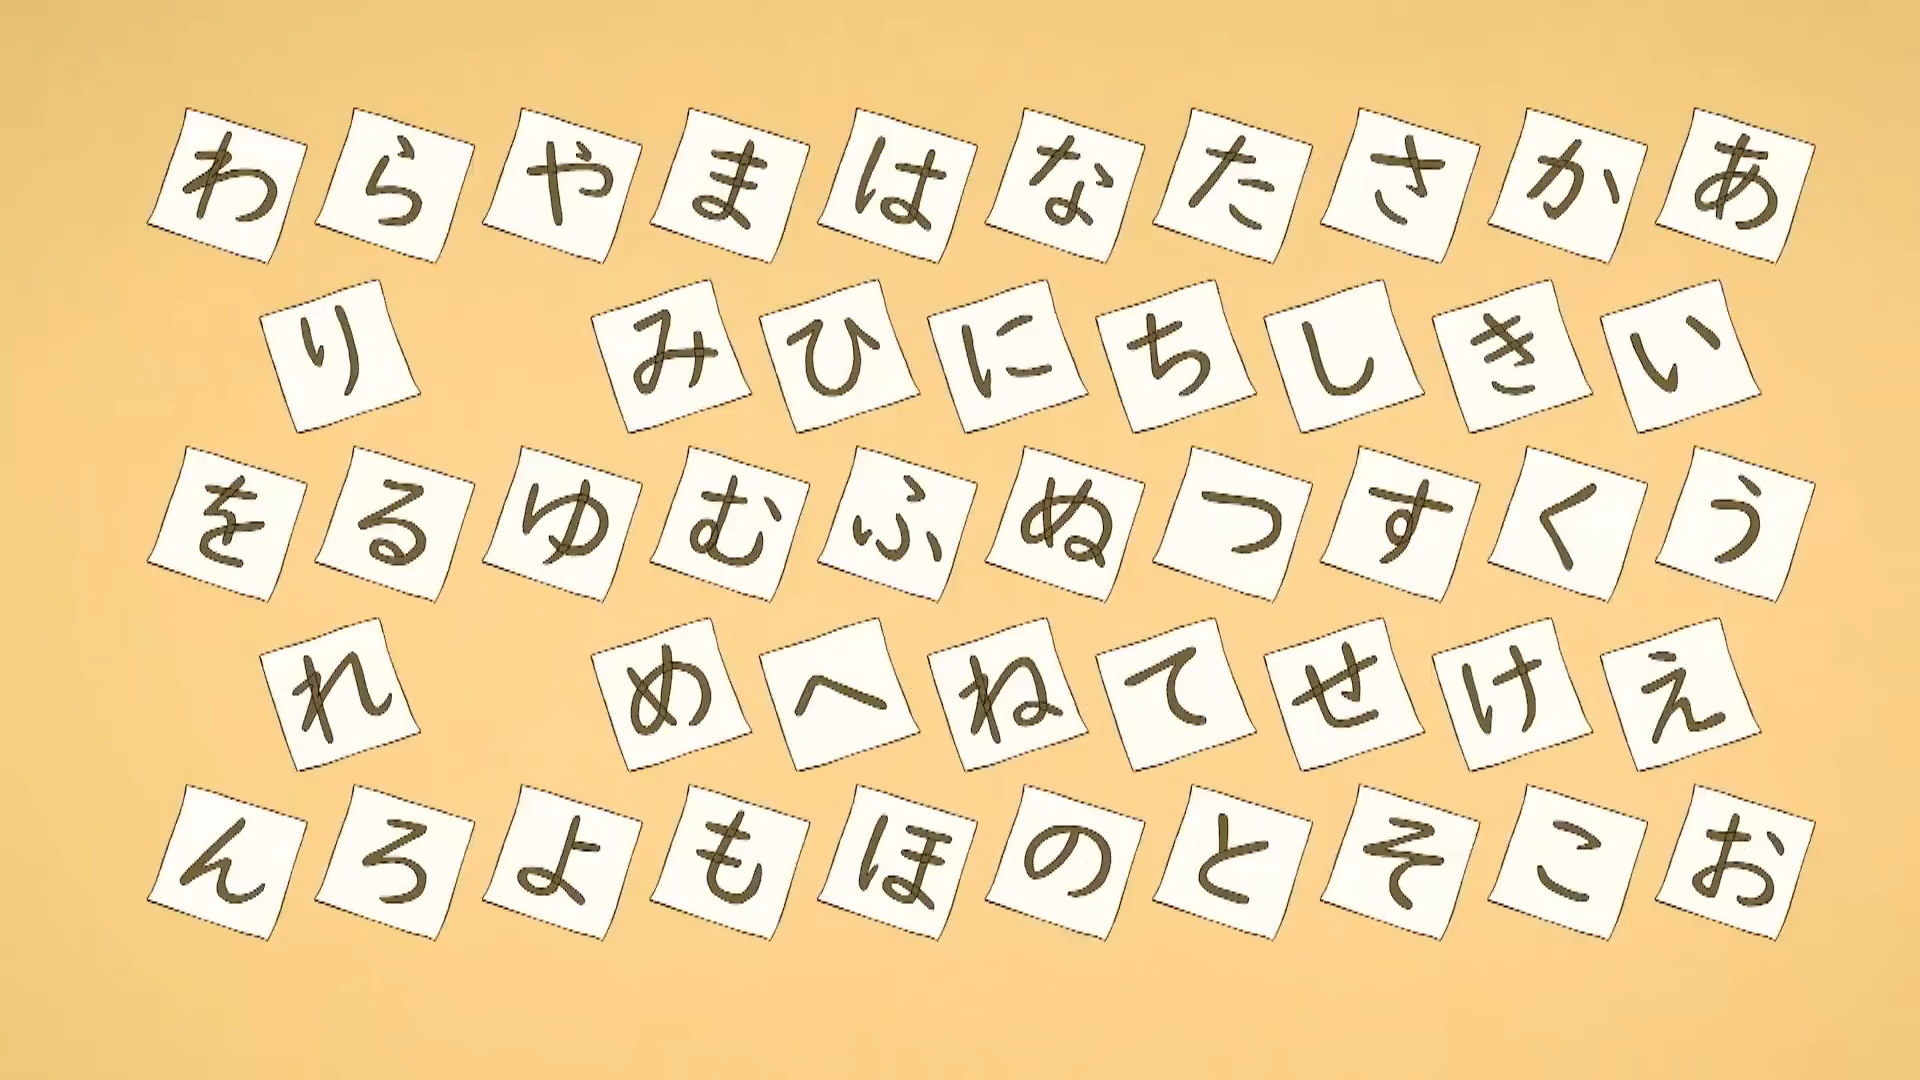 わらやまはなたさかあ
りみひにちしきい
をるゆむふぬつすくう
れめへねてせけえ
んろよもほのとそこお